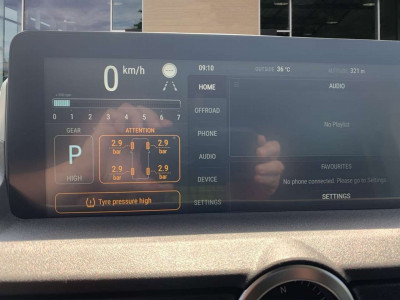 0 km/h
09:10
OUTSIDE 36 °C
ALTITUDE 321 m
x1000 rpm
0 1 2 3 4 5 6 7
GEAR
P
HIGH
ATTENTION
2.9 bar 2.9 bar
2.9 bar 2.9 bar
Tyre pressure high
HOME
OFFROAD
PHONE
AUDIO
DEVICE
SETTINGS
AUDIO
No Playlist
FAVOURITES
No phone connected. Please go to Settings.
SETTINGS
N